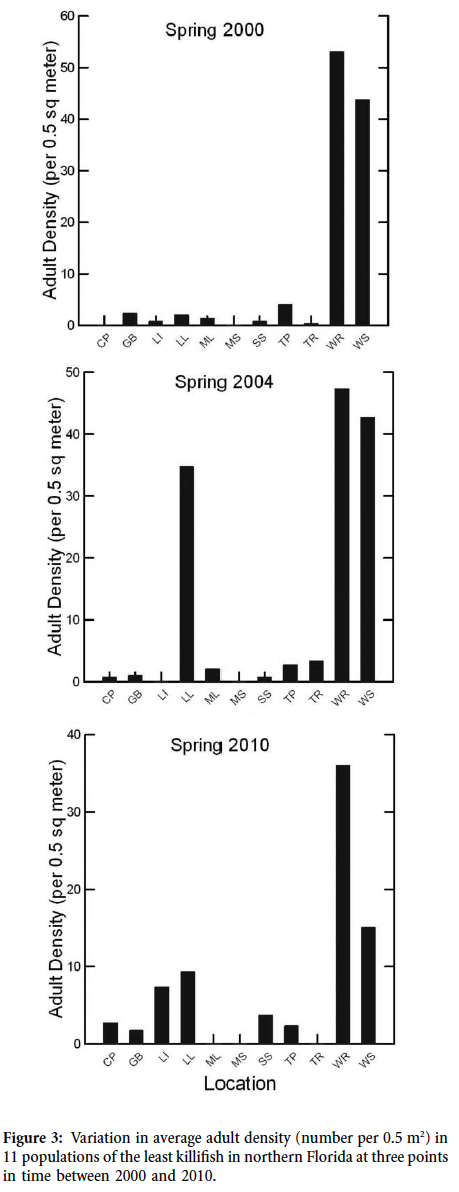 Spring 2000
Adult Density (per 0.5 sq meter)
60
50
40
30
20
10
0
CP GB LI LL ML MS SS TP TR WR WS
Spring 2004
Adult Density (per 0.5 sq meter)
50
40
30
20
10
0
CP GB LI LL ML MS SS TP TR WR WS
Spring 2010
Adult Density (per 0.5 sq meter)
40
30
20
10
0
CP GB LI LL ML MS SS TP TR WR WS
Location
Figure 3: Variation in average adult density (number per 0.5 m²) in
11 populations of the least killifish in northern Florida at three points
in time between 2000 and 2010.